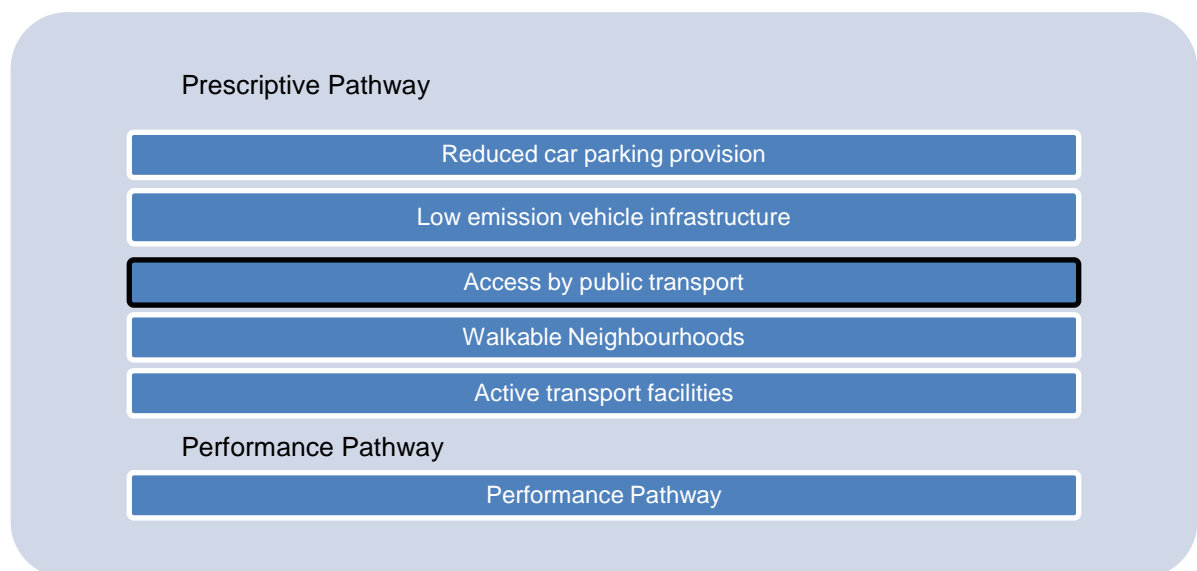 Prescriptive Pathway
Reduced car parking provision
Low emission vehicle infrastructure
Access by public transport
Walkable Neighbourhoods
Active transport facilities
Performance Pathway
Performance Pathway